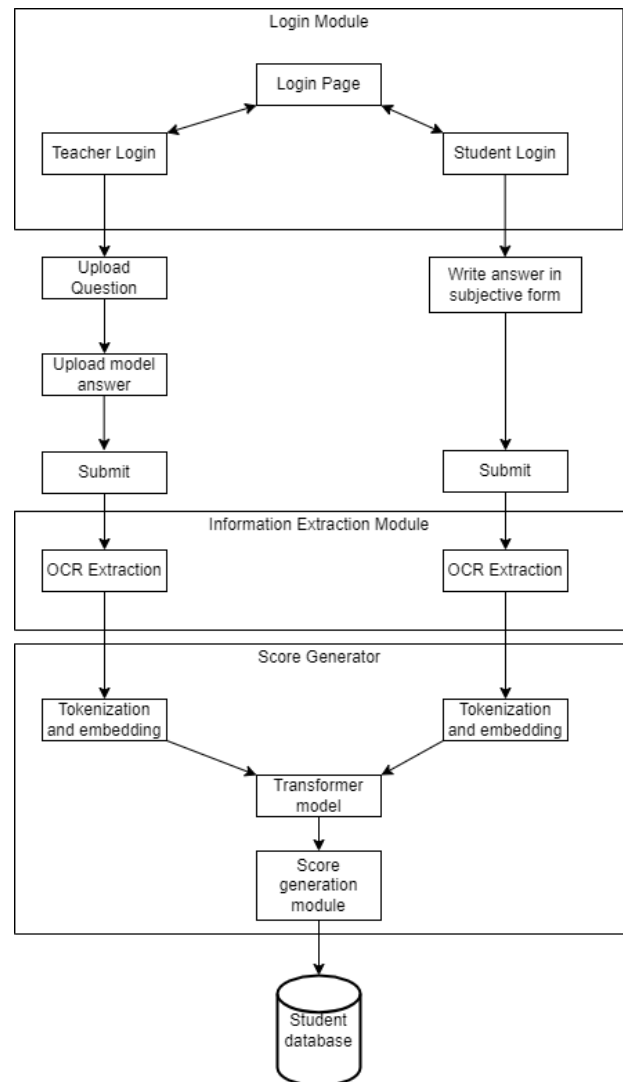 Login Module
Login Page
Teacher Login
Student Login
Upload
Question
Write answer in
subjective form
Upload model
answer
Submit
Submit
Information Extraction Module
OCR Extraction
OCR Extraction
Score Generator
Tokenization
and embedding
Tokenization
and embedding
Transformer
model
Score
generation
module
Student
database